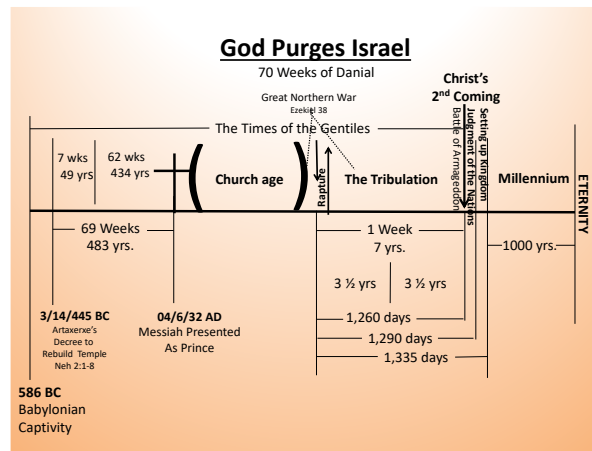 God Purges Israel
70 Weeks of Danial
Christ's
2nd Coming
Great Northern War
Ezekiel 38
The Times of the Gentiles
7 wks
49 yrs
62 wks
434 yrs
Church age
Rapture
The Tribulation
Battle of Armageddon
Judgment of the Nations
Setting up Kingdom
Millennium
ETERNITY
69 Weeks
483 yrs.
1 Week
7 yrs.
1000 yrs.
3 ½ yrs
3 ½ yrs
1,260 days
1,290 days
1,335 days
3/14/445 BC
Artaxerxe's
Decree to
Rebuild Temple
Neh 2:1-8
04/6/32 AD
Messiah Presented
As Prince
586 BC
Babylonian
Captivity